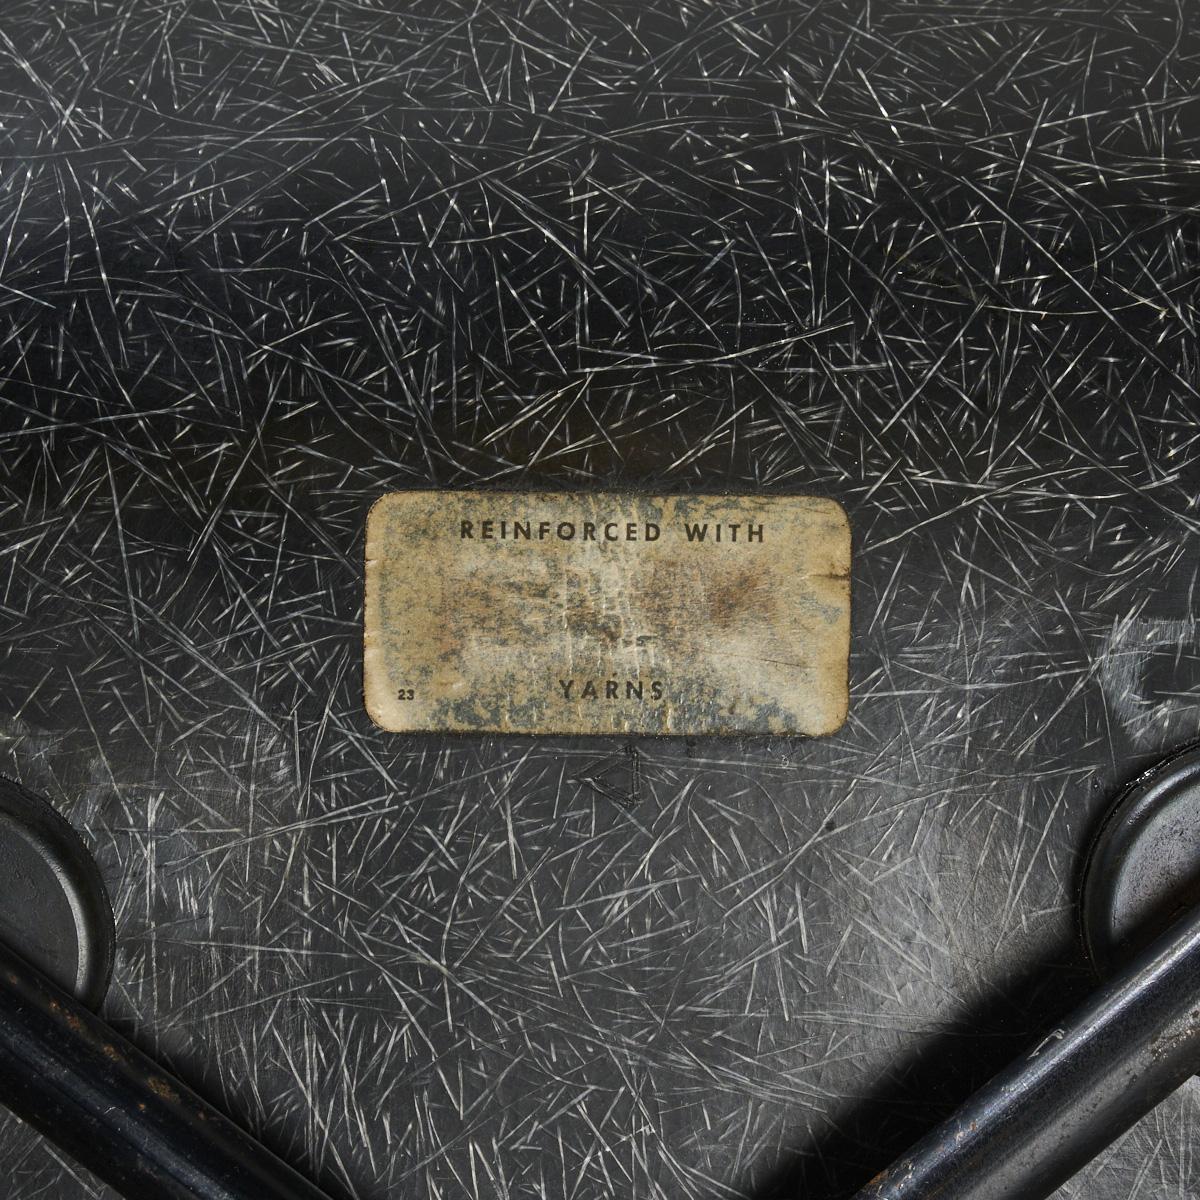 REINFORCED WITH
YARNS
23